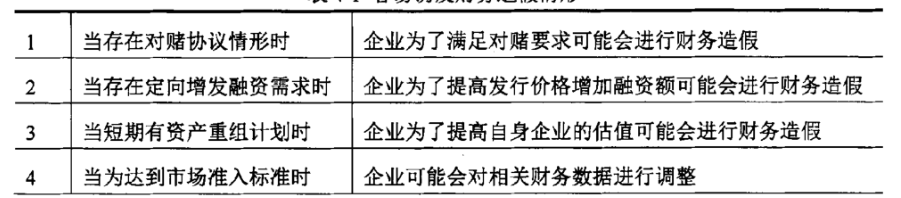 1 当存在对赌协议情形时 企业为了满足对赌要求可能会进行财务造假
2 当存在定向增发融资需求时 企业为了提高发行价格增加融资额可能会进行财务造假
3 当短期有资产重组计划时 企业为了提高自身企业的估值可能会进行财务造假
4 当为达到市场准入标准时 企业可能会对相关财务数据进行调整